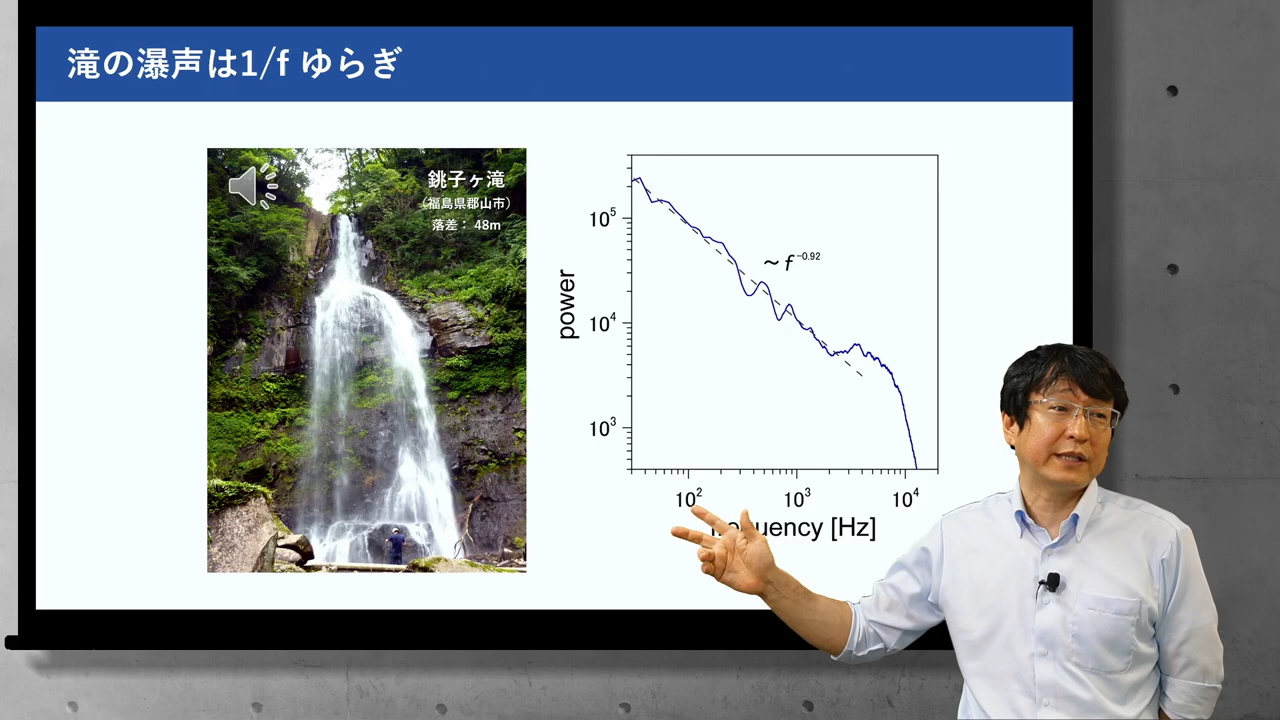 滝の瀑声は1/f ゆらぎ
銚子ヶ滝
（福島県郡山市）
落差： 48m
power
10⁵
10⁴
10³
～f⁻⁰·⁹²
10² 10³ 10⁴
frequency [Hz]